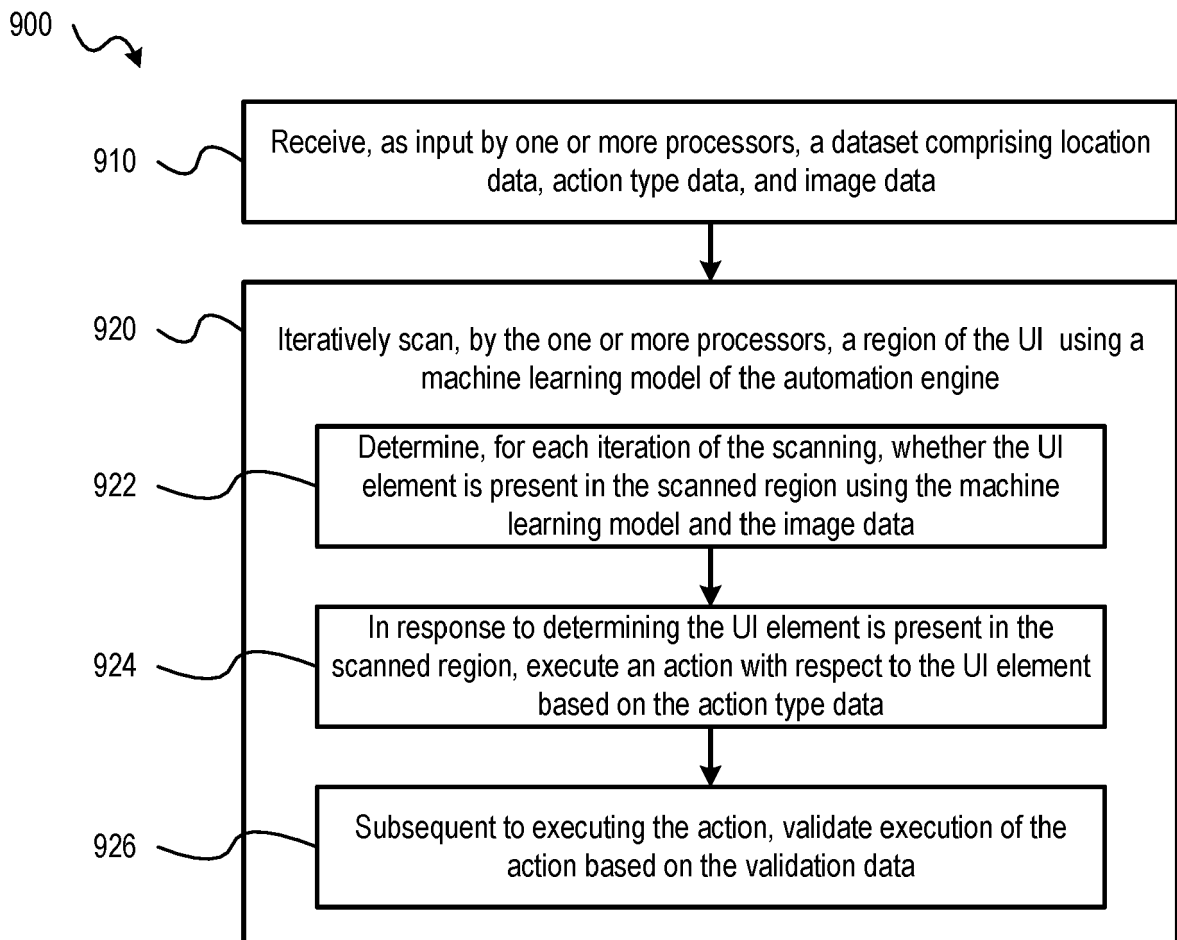 900
910
Receive, as input by one or more processors, a dataset comprising location
data, action type data, and image data
920
Iteratively scan, by the one or more processors, a region of the UI using a
machine learning model of the automation engine
922
Determine, for each iteration of the scanning, whether the UI
element is present in the scanned region using the machine
learning model and the image data
924
In response to determining the UI element is present in the
scanned region, execute an action with respect to the UI element
based on the action type data
926
Subsequent to executing the action, validate execution of the
action based on the validation data